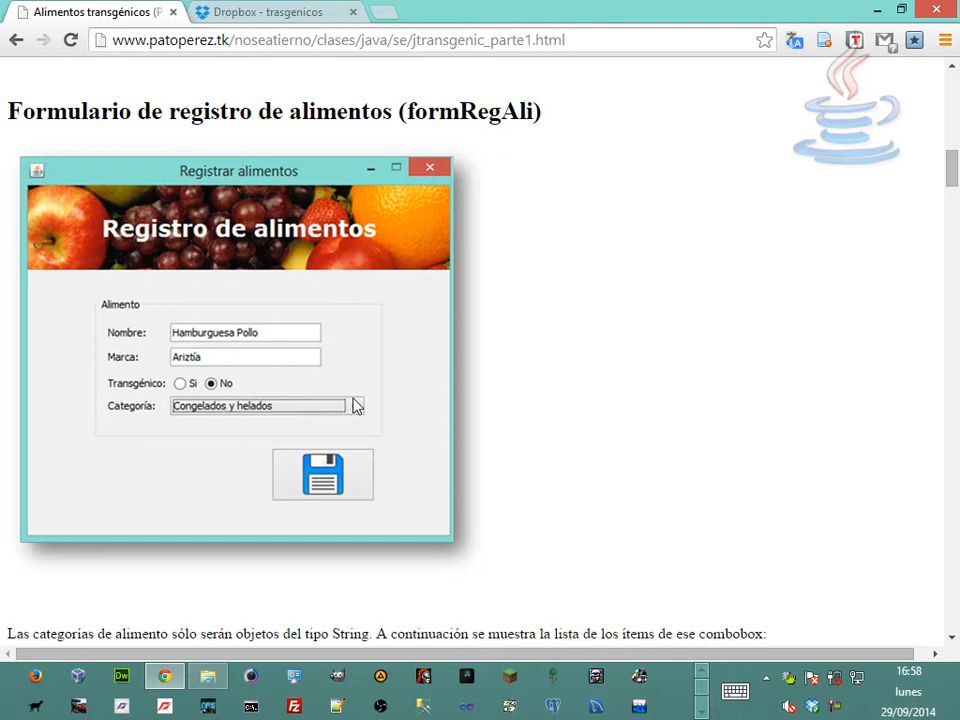 Alimentos transgénicos (P
Dropbox - trasgenicos
www.patoperez.tk/noseatierno/clases/java/se/jtransgenic_parte1.html
Formulario de registro de alimentos (formRegAli)
Registrar alimentos
Registro de alimentos
Alimento
Nombre: Hamburguesa Pollo
Marca: Ariztía
Transgénico: Si No
Categoría: Congelados y helados
Las categorías de alimento sólo serán objetos del tipo String. A continuación se muestra la lista de los ítems de ese combobox:
16:58
lunes
29/09/2014